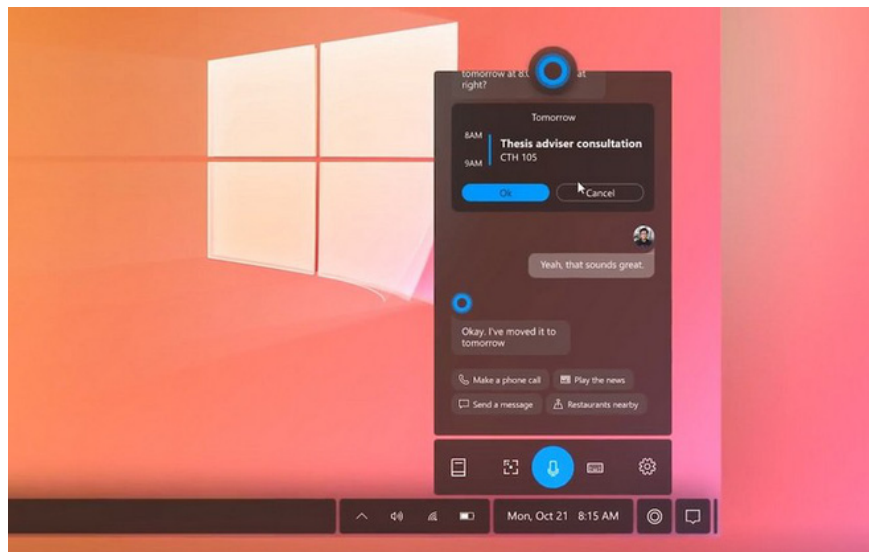 tomorrow at 8:0 at
right?
Tomorrow
8AM
Thesis adviser consultation
CTH 105
9AM
Ok
Cancel
Yeah, that sounds great.
Okay. I've moved it to
tomorrow
Make a phone call
Play the news
Send a message
Restaurants nearby
Mon, Oct 21 8:15 AM